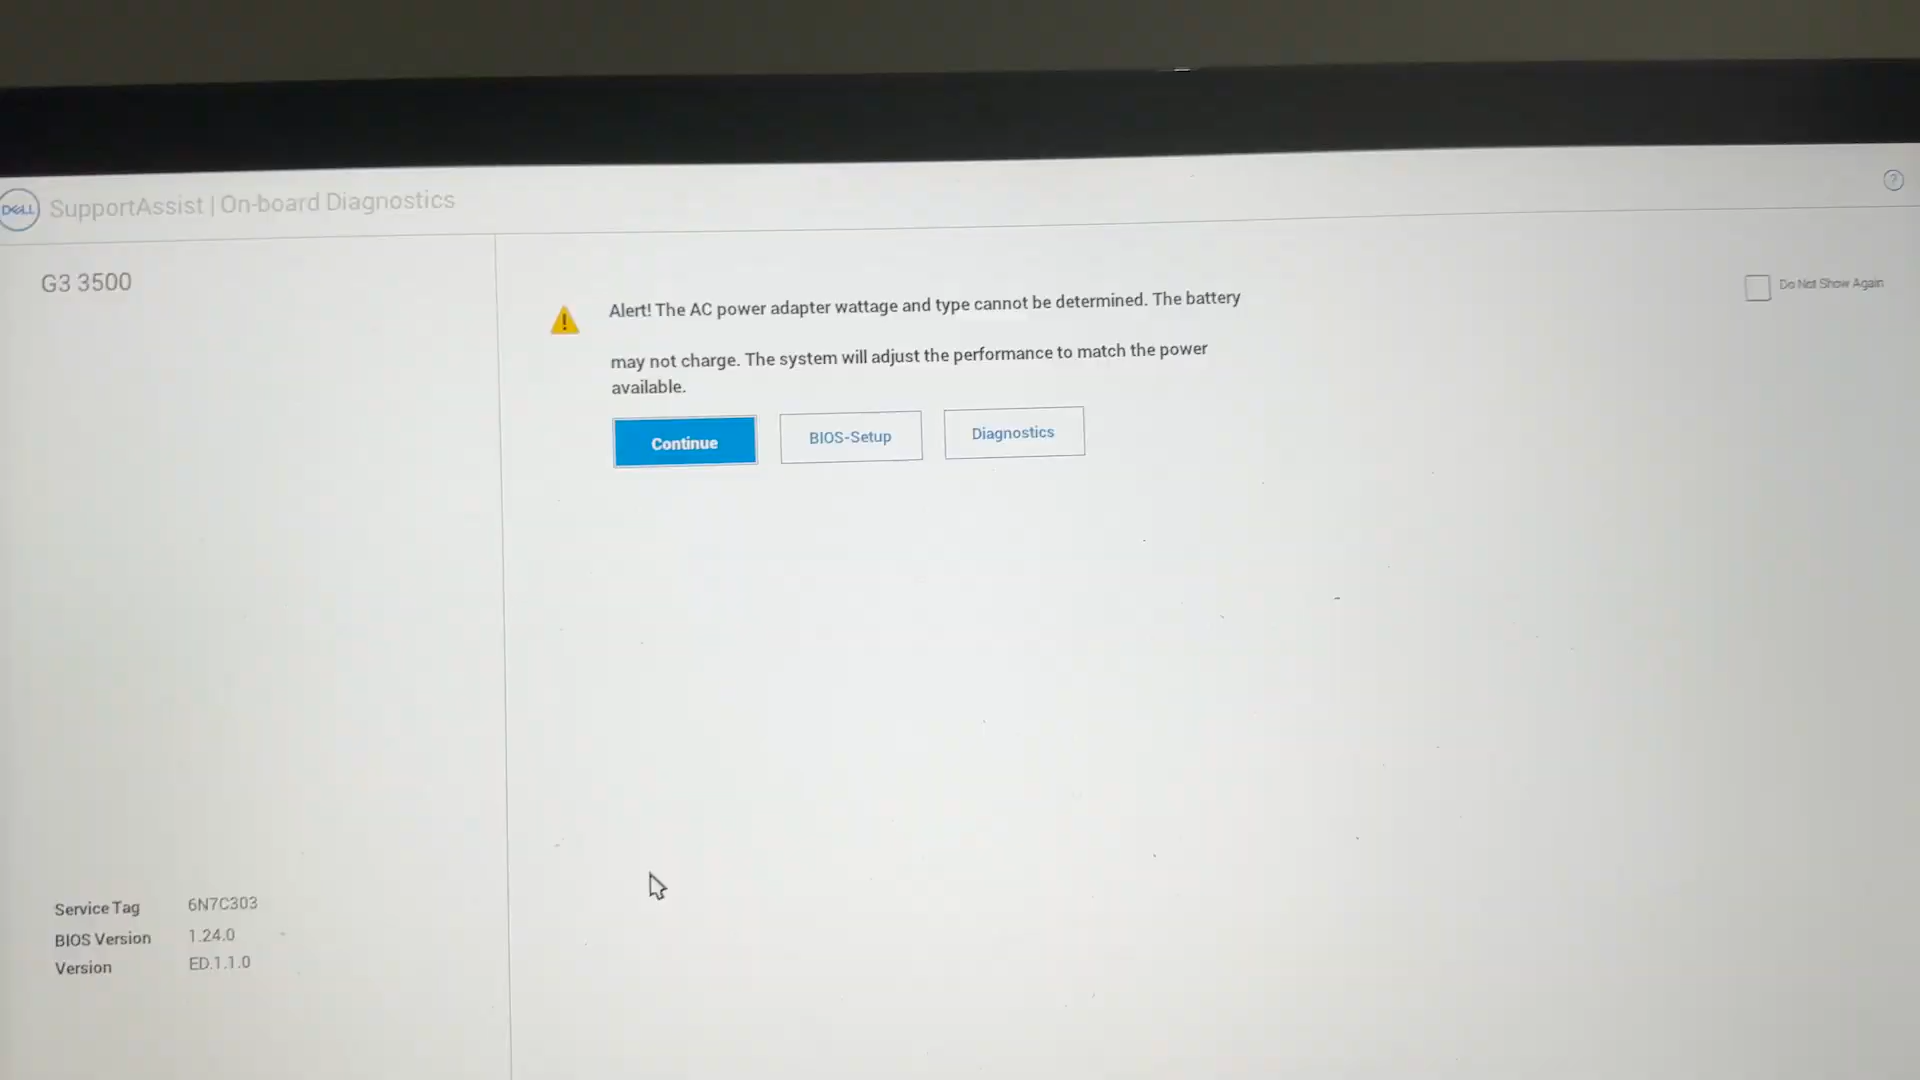 DELL SupportAssist | On-board Diagnostics
G3 3500
Do Not Show Again
Alert! The AC power adapter wattage and type cannot be determined. The battery
may not charge. The system will adjust the performance to match the power
available.
Continue
BIOS-Setup
Diagnostics
Service Tag 6N7C303
BIOS Version 1.24.0
Version ED.1.1.0